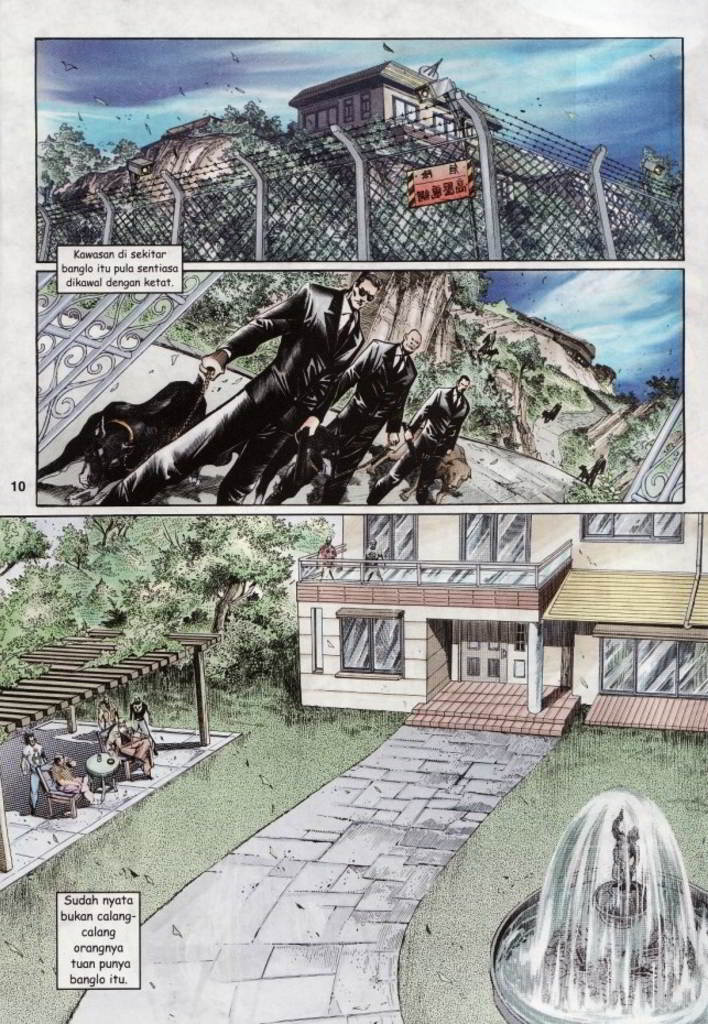 Kawasan di sekitar
banglo itu pula sentiasa
dikawal dengan ketat.
10
Sudah nyata
bukan calang-
calang
orangnya
tuan punya
banglo itu.